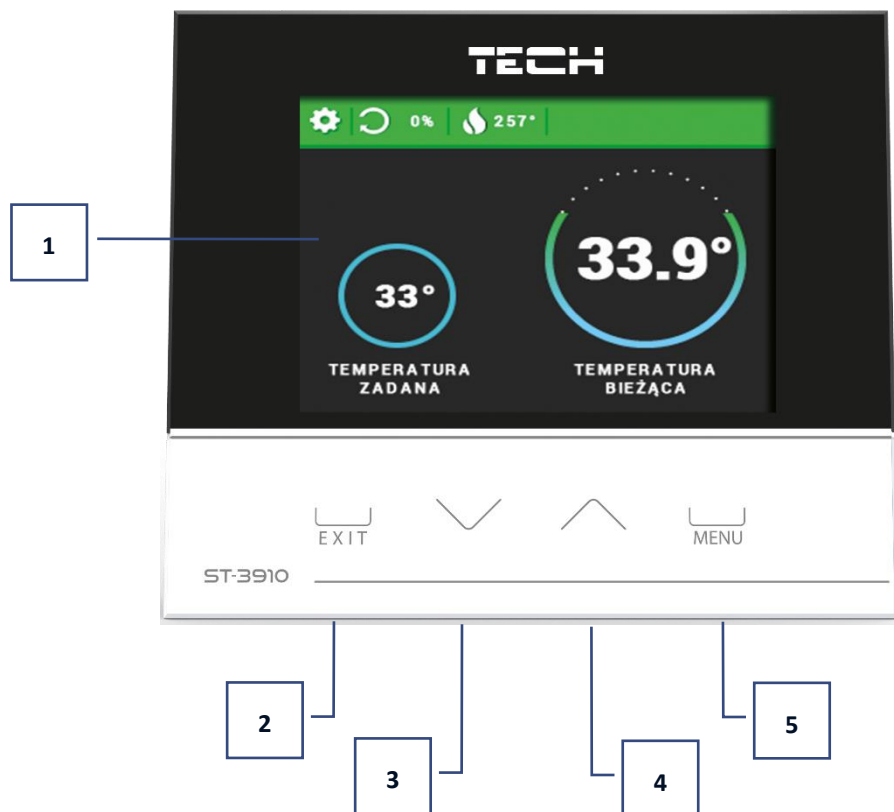 TECH
0% 257°
33° 33.9°
TEMPERATURA ZADANA
TEMPERATURA BIEŻĄCA
1
EXIT MENU
ST-3910
2
3
4
5